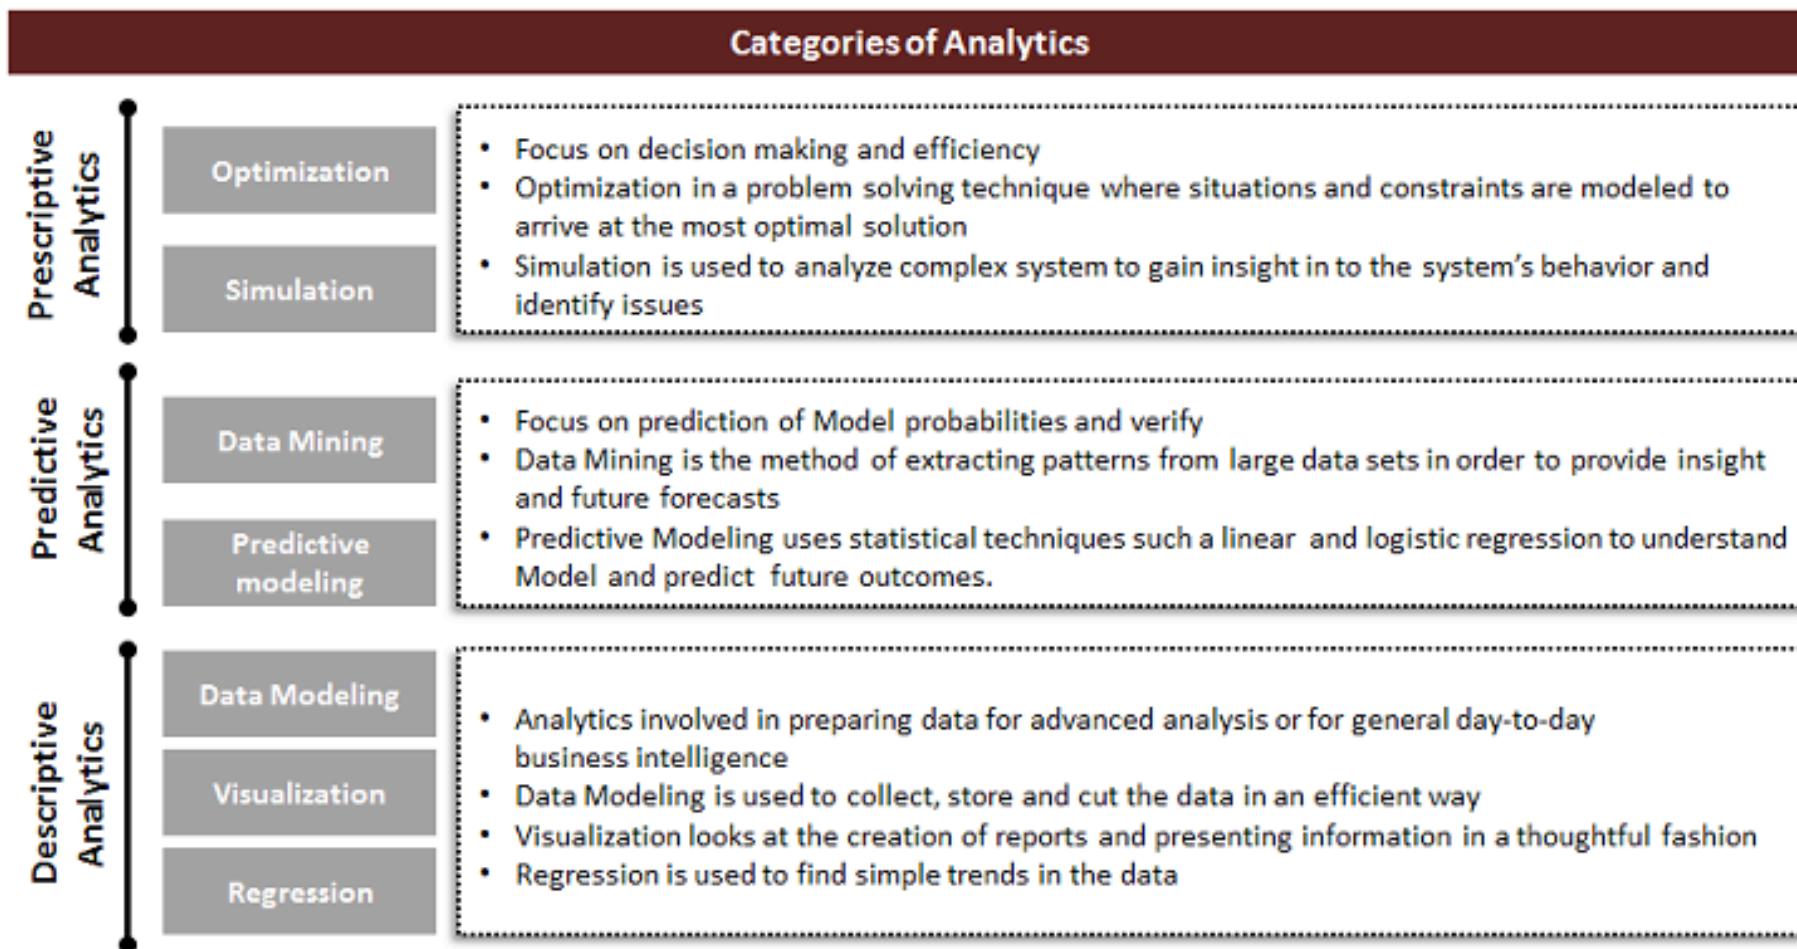 Categories of Analytics
Prescriptive
Analytics
Optimization
Simulation
• Focus on decision making and efficiency
• Optimization in a problem solving technique where situations and constraints are modeled to
arrive at the most optimal solution
• Simulation is used to analyze complex system to gain insight in to the system's behavior and
identify issues
Predictive
Analytics
Data Mining
Predictive
modeling
• Focus on prediction of Model probabilities and verify
• Data Mining is the method of extracting patterns from large data sets in order to provide insight
and future forecasts
• Predictive Modeling uses statistical techniques such a linear and logistic regression to understand
Model and predict future outcomes.
Descriptive
Analytics
Data Modeling
Visualization
Regression
• Analytics involved in preparing data for advanced analysis or for general day-to-day
business intelligence
• Data Modeling is used to collect, store and cut the data in an efficient way
• Visualization looks at the creation of reports and presenting information in a thoughtful fashion
• Regression is used to find simple trends in the data